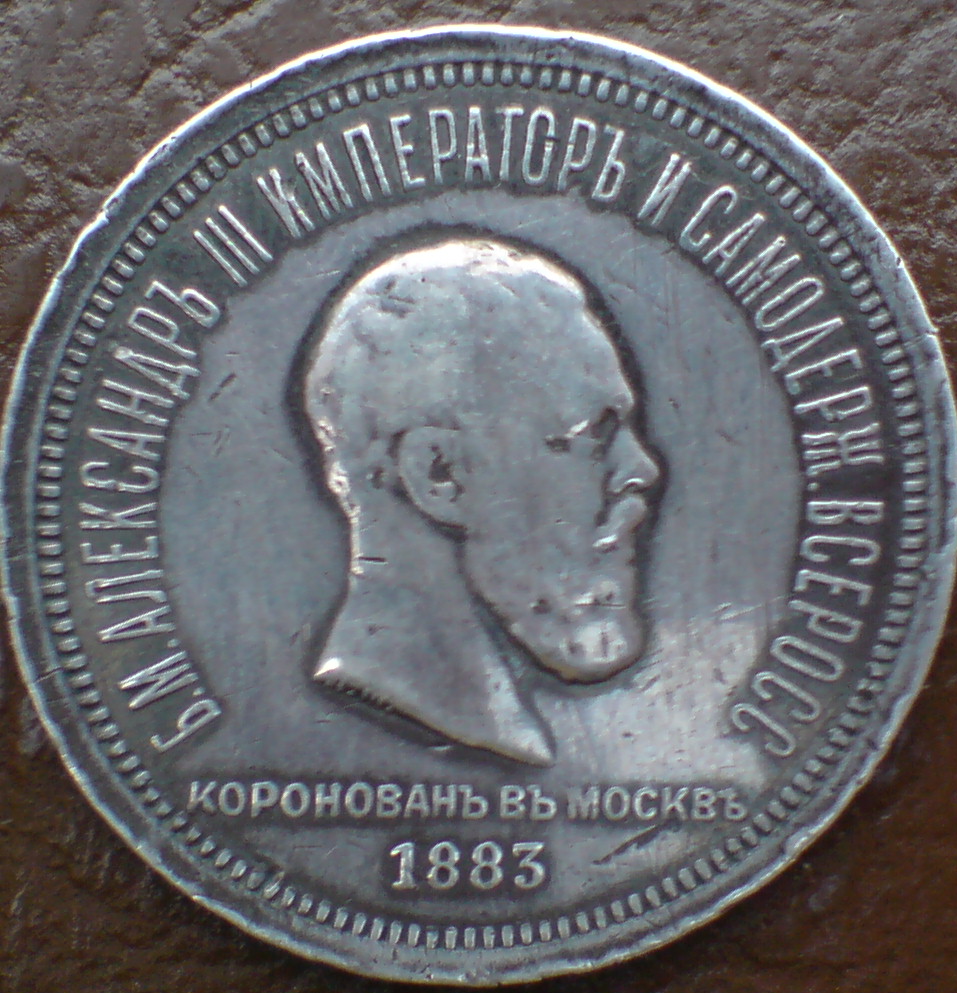 Б.М. АЛЕКСАНДРЪ III ИМПЕРАТОРЪ И САМОДЕРЖ. ВСЕРОСС
КОРОНОВАНЪ ВЪ МОСКВѢ
1883